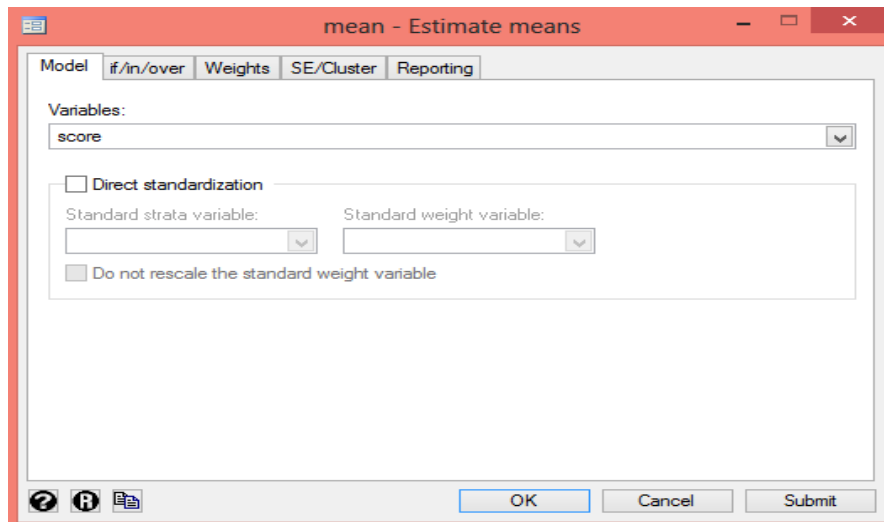 mean - Estimate means
Model if/in/over Weights SE/Cluster Reporting
Variables:
score
Direct standardization
Standard strata variable: Standard weight variable:
Do not rescale the standard weight variable
? R OK Cancel Submit